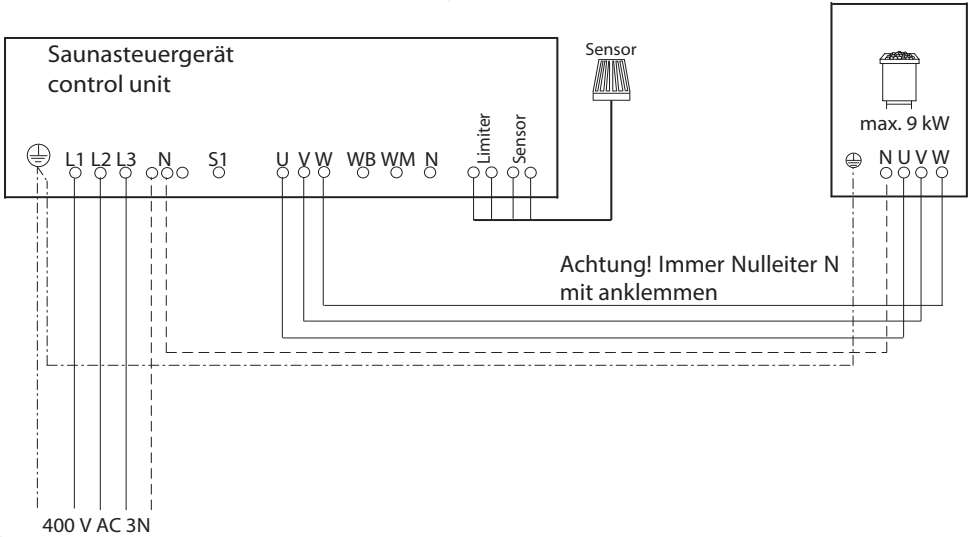 Saunasteuergerät
control unit
L1 L2 L3 N S1 U V W WB WM N Limiter Sensor
Sensor
max. 9 kW
N U V W
Achtung! Immer Nulleiter N
mit anklemmen
400 V AC 3N